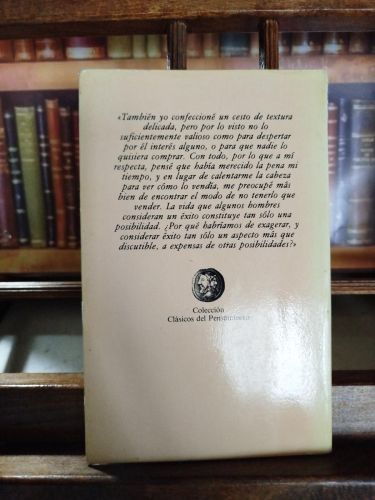 «También yo confeccioné un cesto de textura
delicada, pero por lo visto no lo
suficientemente valioso como para despertar
por él interés alguno, o para que nadie lo
quisiera comprar. Con todo, por lo que a mí
respecta, pensé que había merecido la pena mi
tiempo, y en lugar de calentarme la cabeza
para ver cómo lo vendía, me preocupé más
bien de encontrar el modo de no tenerlo que
vender. La vida que algunos hombres
consideran un éxito constituye tan sólo una
posibilidad. ¿Por qué habríamos de exagerar, y
considerar éxito tan sólo un aspecto más que
discutible, a expensas de otras posibilidades?»
Colección
Clásicos del Pensamiento